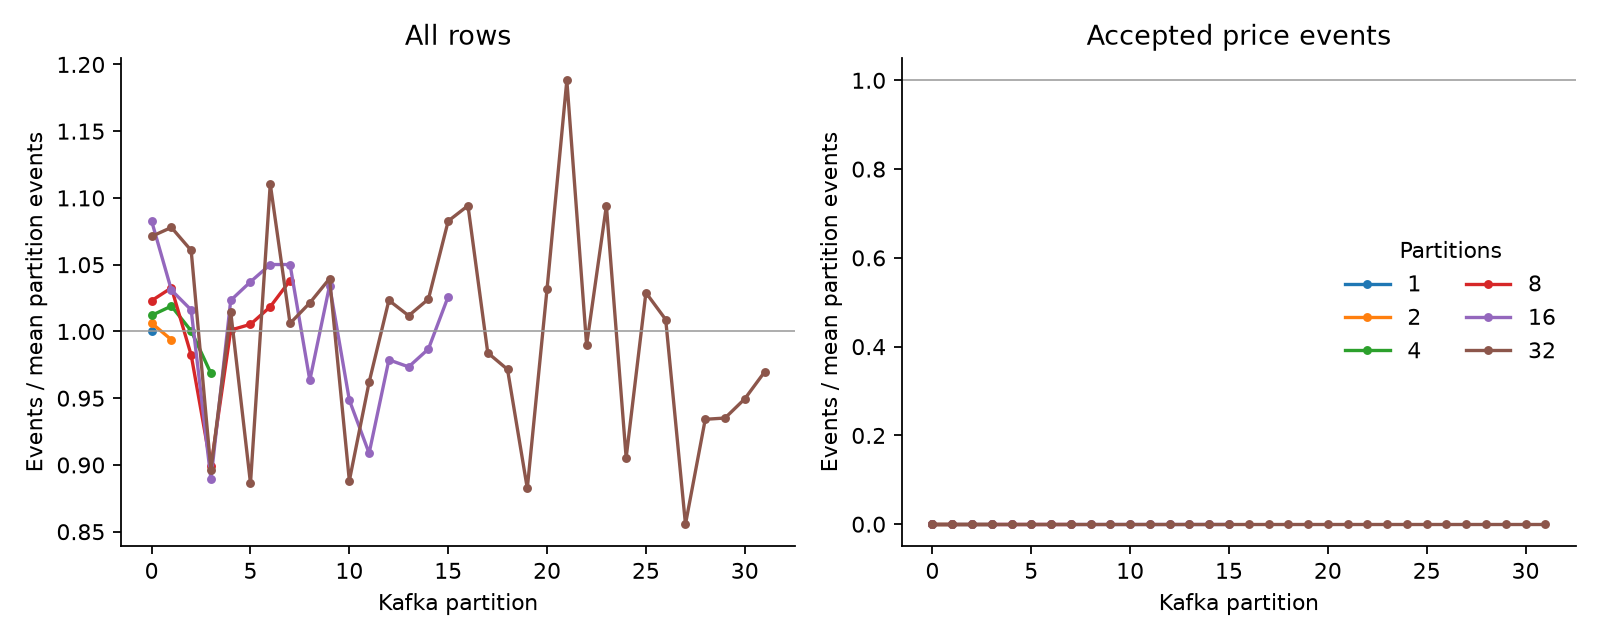 All rows
Events / mean partition events
1.20
1.15
1.10
1.05
1.00
0.95
0.90
0.85
0 5 10 15 20 25 30
Kafka partition
Accepted price events
Events / mean partition events
1.0
0.8
0.6
0.4
0.2
0.0
Partitions
1 8
2 16
4 32
0 5 10 15 20 25 30
Kafka partition